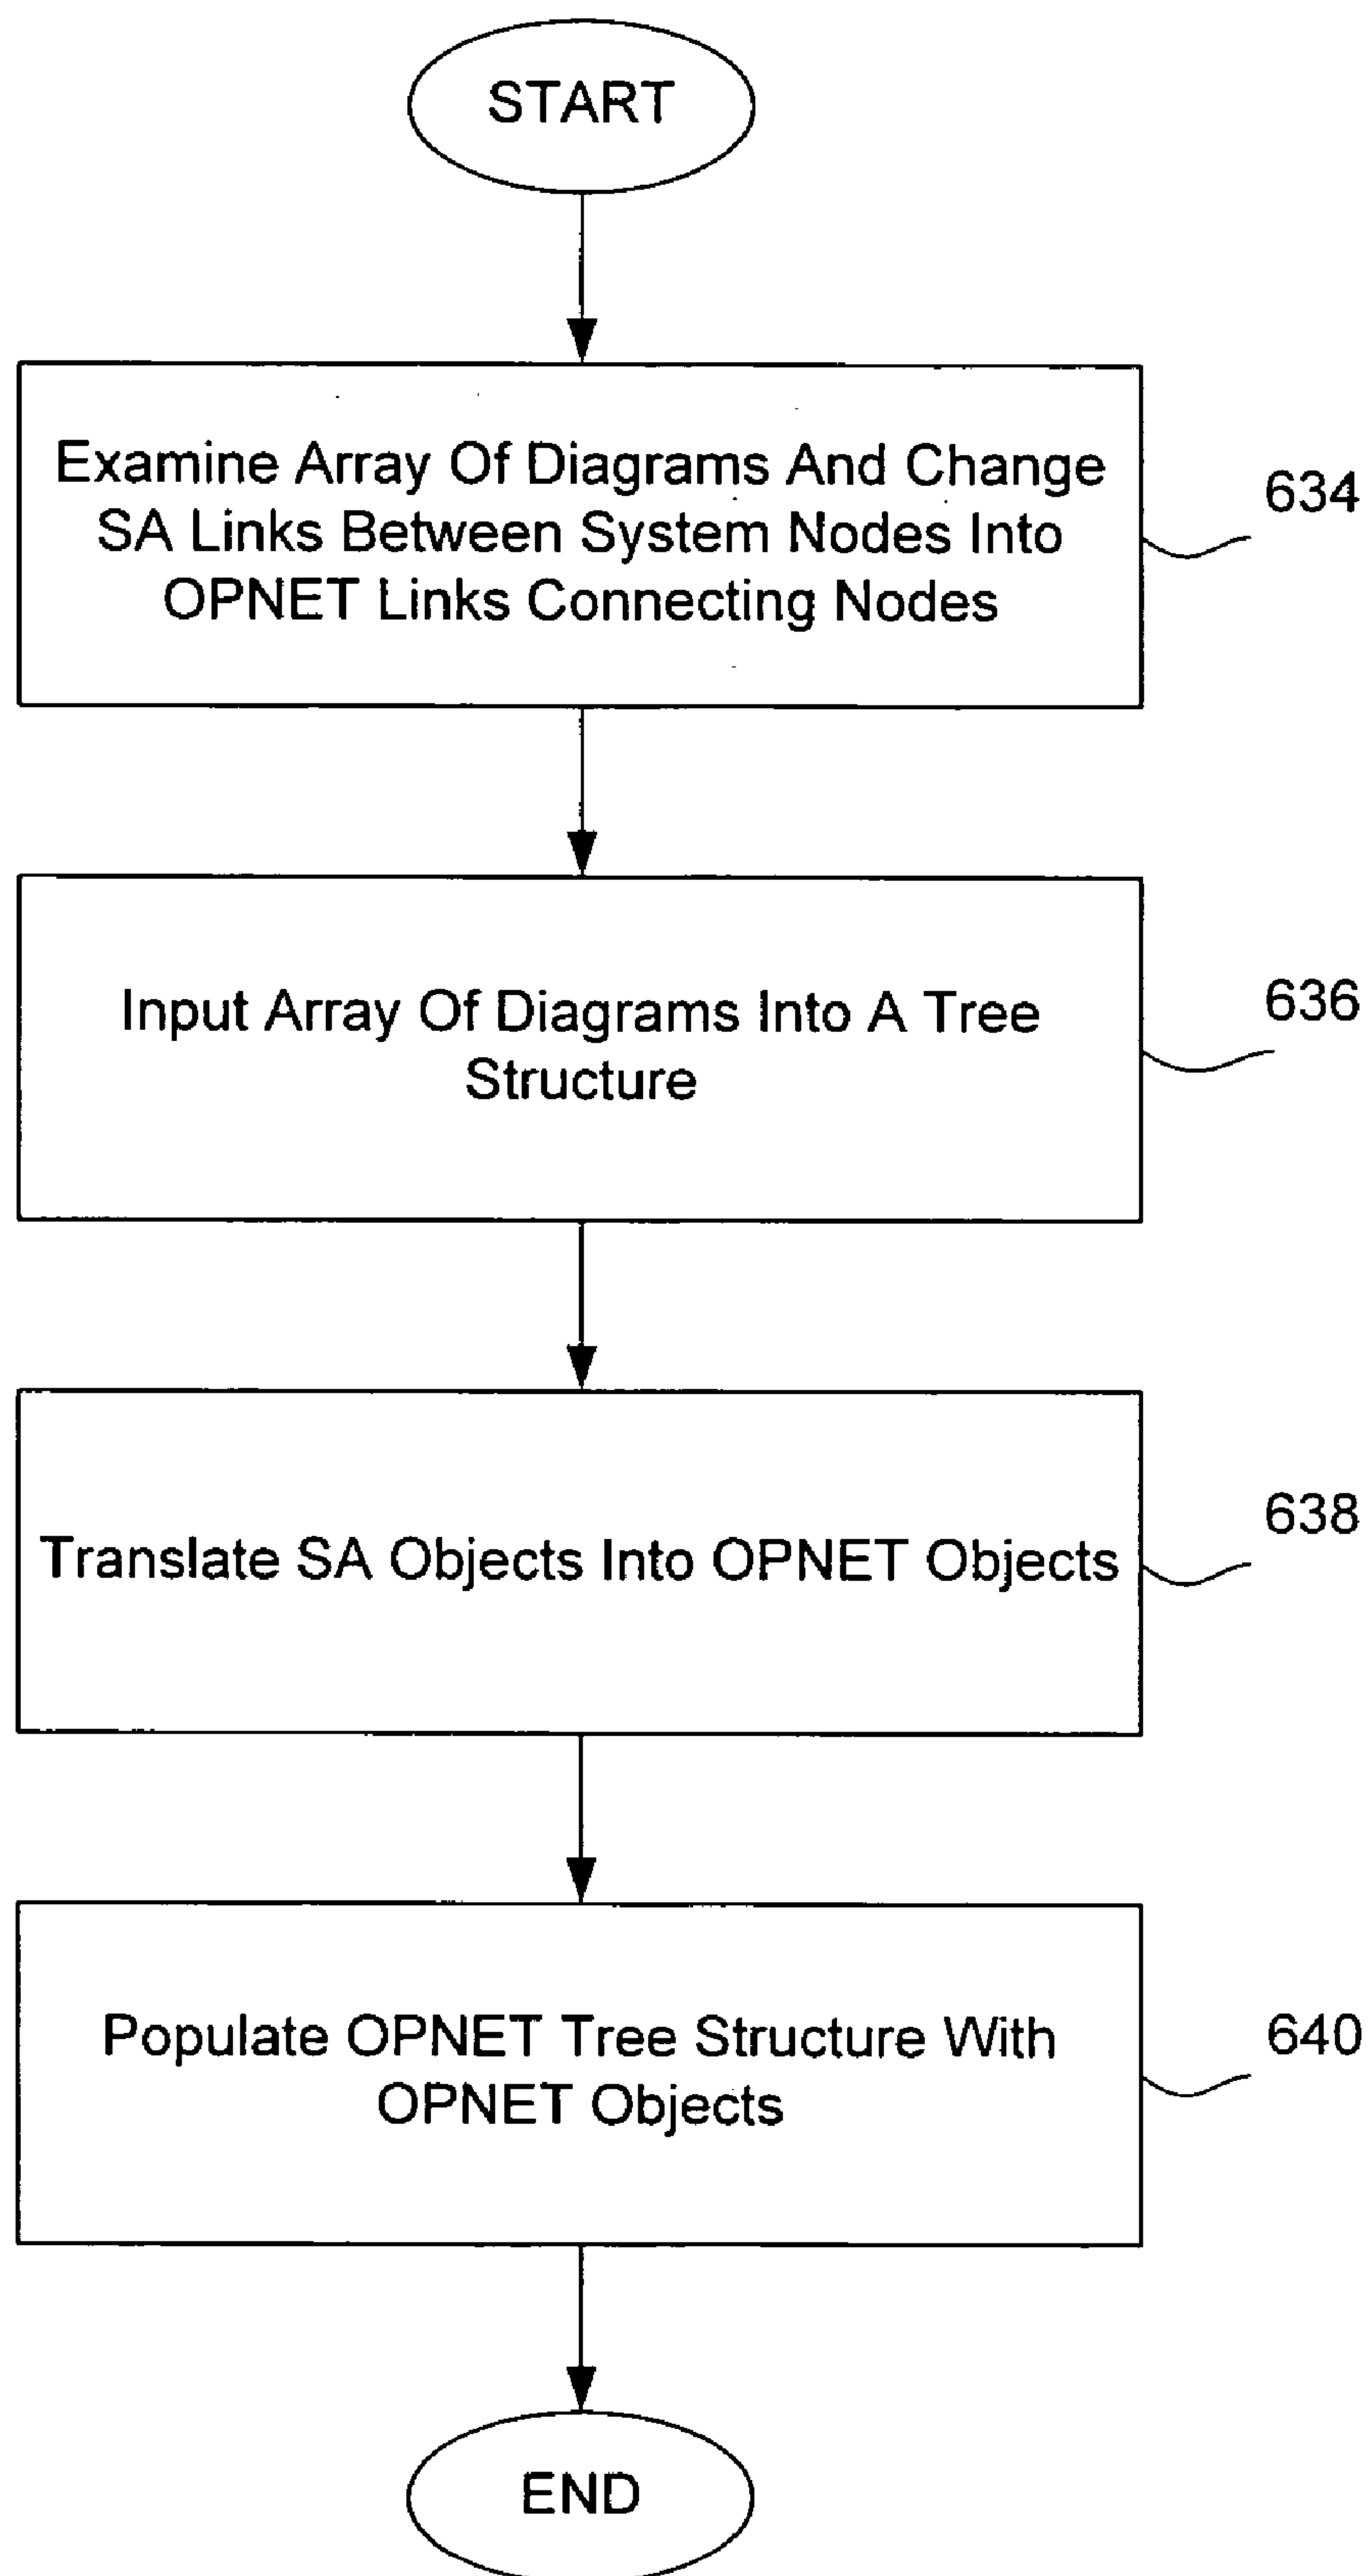 START
Examine Array Of Diagrams And Change
SA Links Between System Nodes Into
OPNET Links Connecting Nodes
634
Input Array Of Diagrams Into A Tree
Structure
636
Translate SA Objects Into OPNET Objects
638
Populate OPNET Tree Structure With
OPNET Objects
640
END